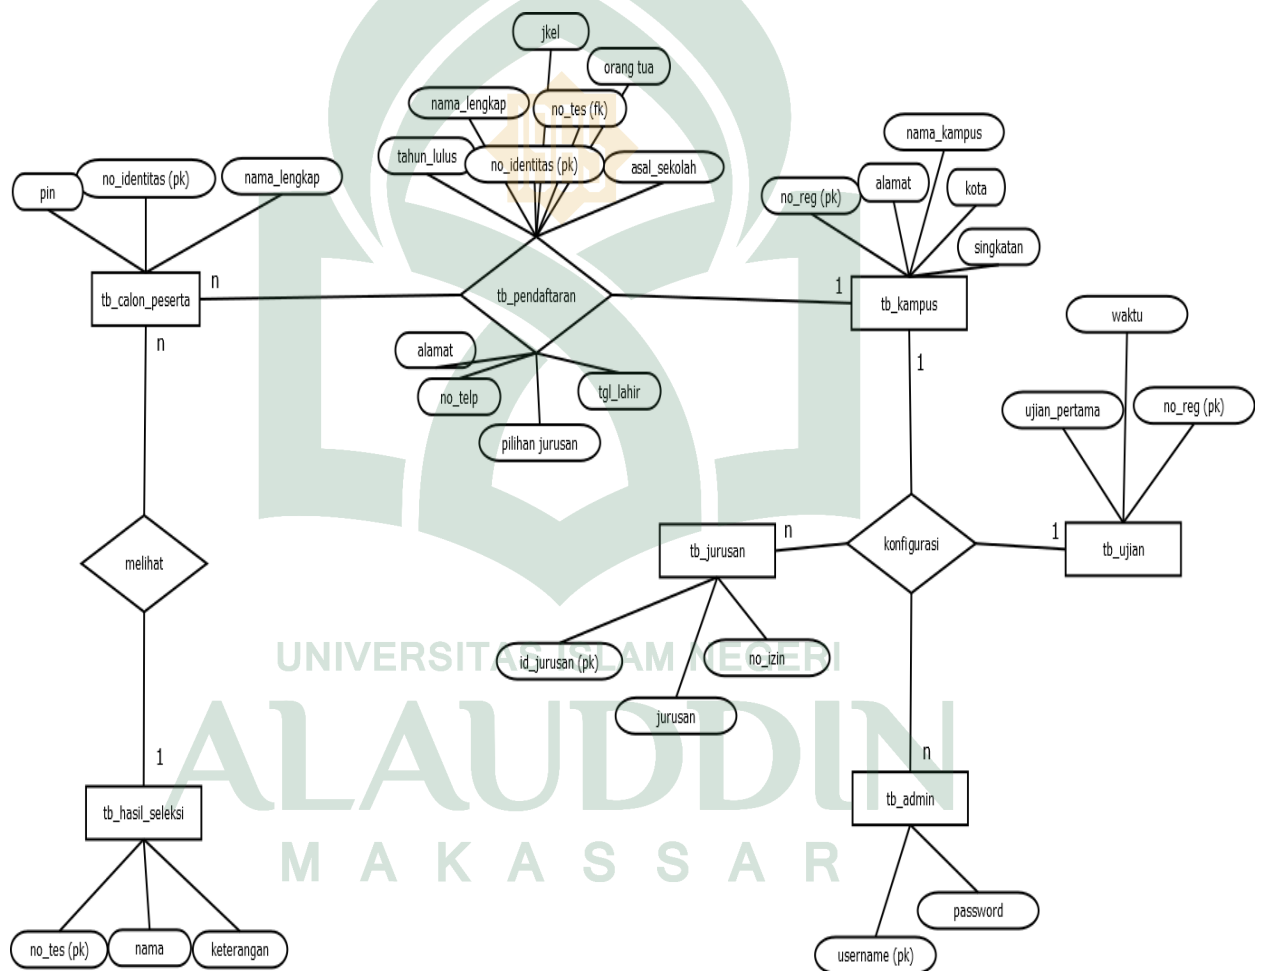 jkel
orang tua
nama_lengkap
no_tes (fk)
nama_kampus
tahun_lulus
no_identitas (pk)
asal_sekolah
pin
no_identitas (pk)
nama_lengkap
no_reg (pk)
alamat
kota
singkatan
tb_calon_peserta
n
tb_pendaftaran
1
tb_kampus
n
1
alamat
no_telp
tgl_lahir
pilihan jurusan
waktu
ujian_pertama
no_reg (pk)
melihat
tb_jurusan
n
konfigurasi
1
tb_ujian
id_jurusan (pk)
no_izin
jurusan
UNIVERSITAS ISLAM NEGERI
ALAUDDIN
MAKASSAR
1
n
tb_hasil_seleksi
tb_admin
no_tes (pk)
nama
keterangan
password
username (pk)